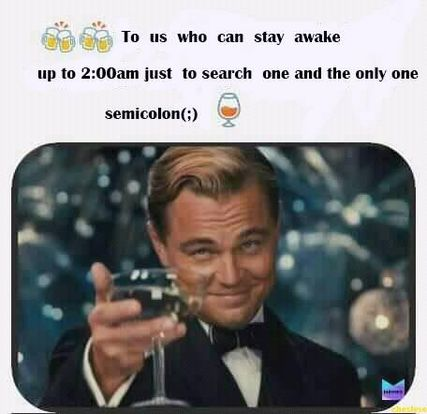 To us who can stay awake
up to 2:00am just to search one and the only one
semicolon(;)